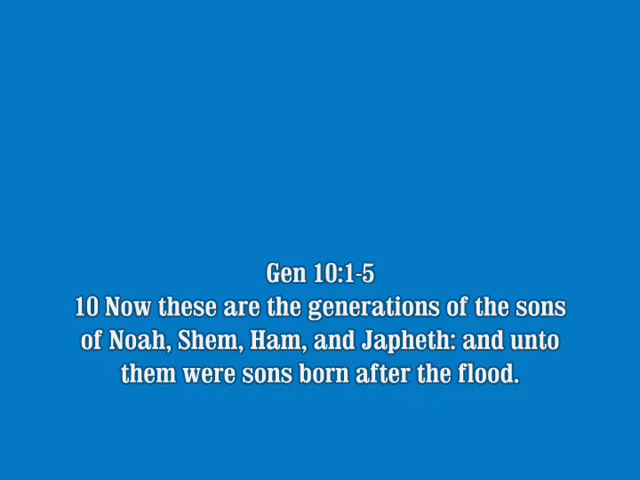 Gen 10:1-5
10 Now these are the generations of the sons
of Noah, Shem, Ham, and Japheth: and unto
them were sons born after the flood.